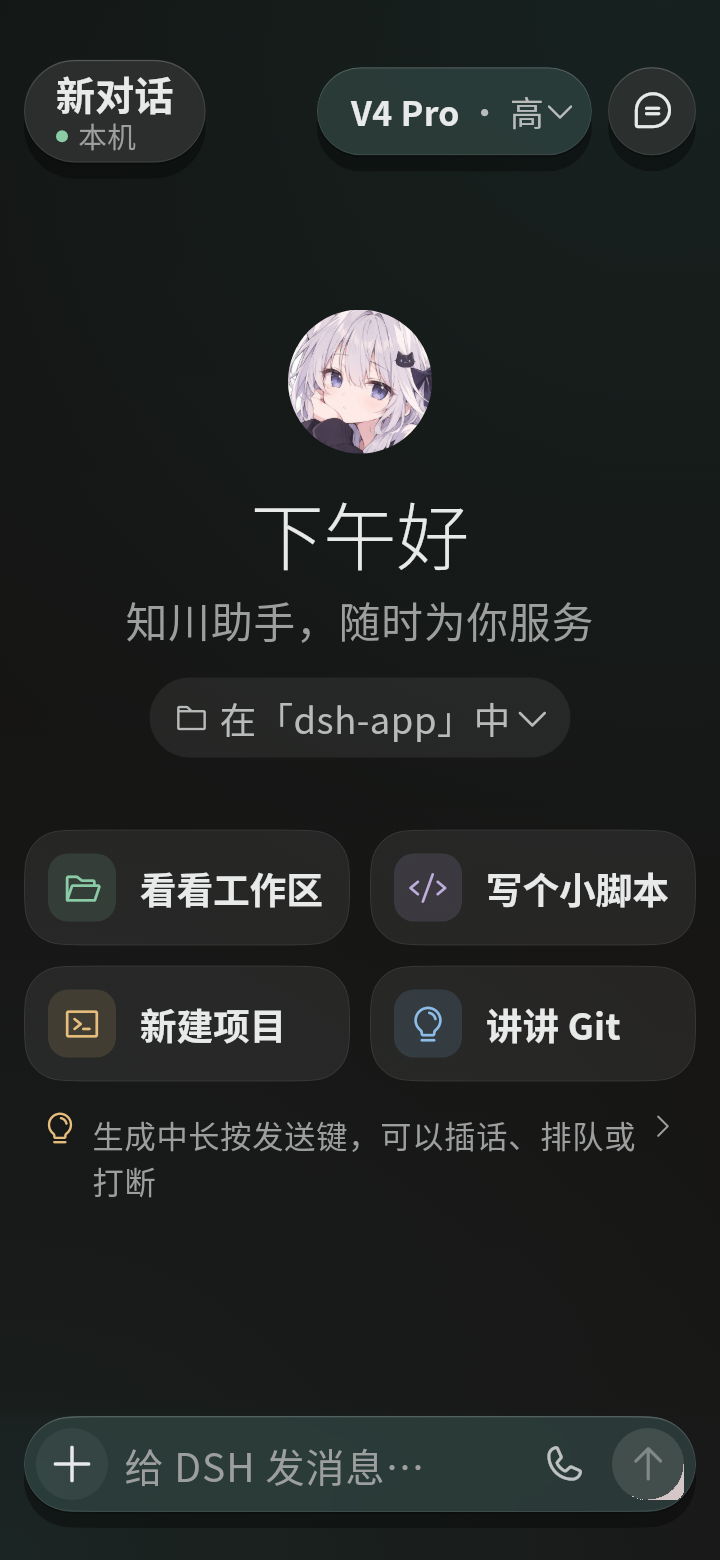 新对话
本机
V4 Pro · 高
下午好
知川助手，随时为你服务
在「dsh-app」中
看看工作区
写个小脚本
新建项目
讲讲 Git
生成中长按发送键，可以插话、排队或
打断
给 DSH 发消息…